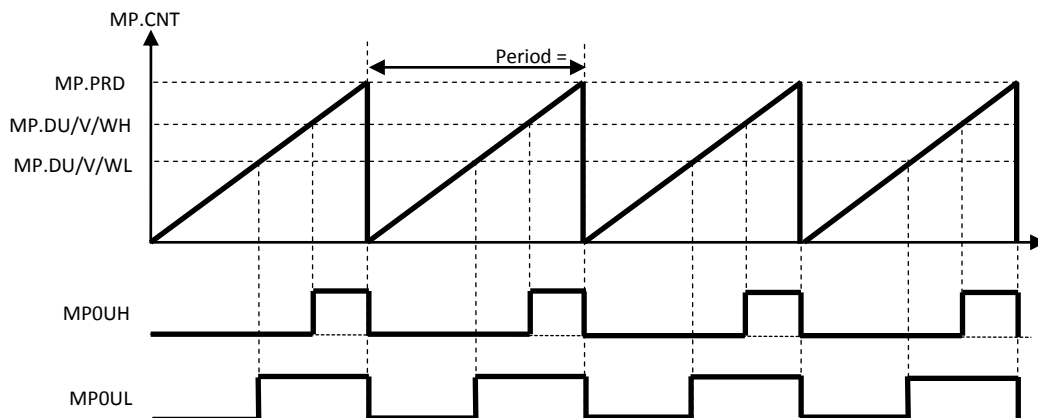 MP.CNT
Period =
MP.PRD
MP.DU/V/WH
MP.DU/V/WL
MP0UH
MP0UL